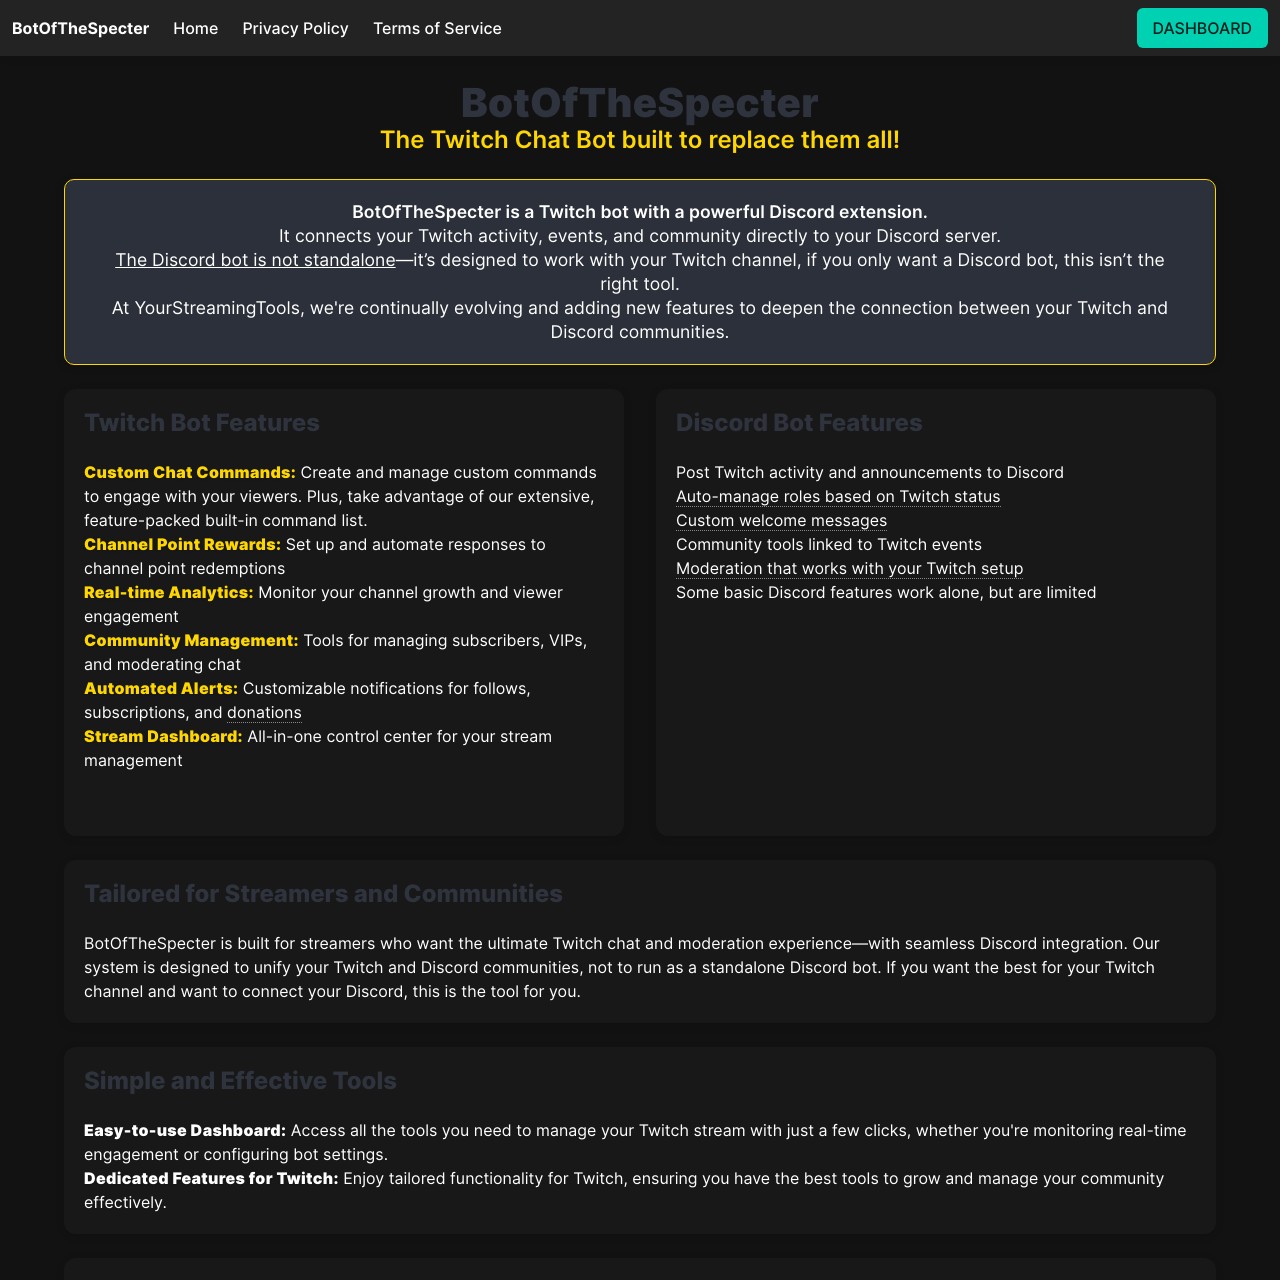 BotOfTheSpecter Home Privacy Policy Terms of Service DASHBOARD
BotOfTheSpecter
The Twitch Chat Bot built to replace them all!
BotOfTheSpecter is a Twitch bot with a powerful Discord extension.
It connects your Twitch activity, events, and community directly to your Discord server.
The Discord bot is not standalone—it’s designed to work with your Twitch channel, if you only want a Discord bot, this isn’t the
right tool.
At YourStreamingTools, we're continually evolving and adding new features to deepen the connection between your Twitch and
Discord communities.
Twitch Bot Features
Custom Chat Commands: Create and manage custom commands
to engage with your viewers. Plus, take advantage of our extensive,
feature-packed built-in command list.
Channel Point Rewards: Set up and automate responses to
channel point redemptions
Real-time Analytics: Monitor your channel growth and viewer
engagement
Community Management: Tools for managing subscribers, VIPs,
and moderating chat
Automated Alerts: Customizable notifications for follows,
subscriptions, and donations
Stream Dashboard: All-in-one control center for your stream
management
Discord Bot Features
Post Twitch activity and announcements to Discord
Auto-manage roles based on Twitch status
Custom welcome messages
Community tools linked to Twitch events
Moderation that works with your Twitch setup
Some basic Discord features work alone, but are limited
Tailored for Streamers and Communities
BotOfTheSpecter is built for streamers who want the ultimate Twitch chat and moderation experience—with seamless Discord integration. Our
system is designed to unify your Twitch and Discord communities, not to run as a standalone Discord bot. If you want the best for your Twitch
channel and want to connect your Discord, this is the tool for you.
Simple and Effective Tools
Easy-to-use Dashboard: Access all the tools you need to manage your Twitch stream with just a few clicks, whether you're monitoring real-time
engagement or configuring bot settings.
Dedicated Features for Twitch: Enjoy tailored functionality for Twitch, ensuring you have the best tools to grow and manage your community
effectively.